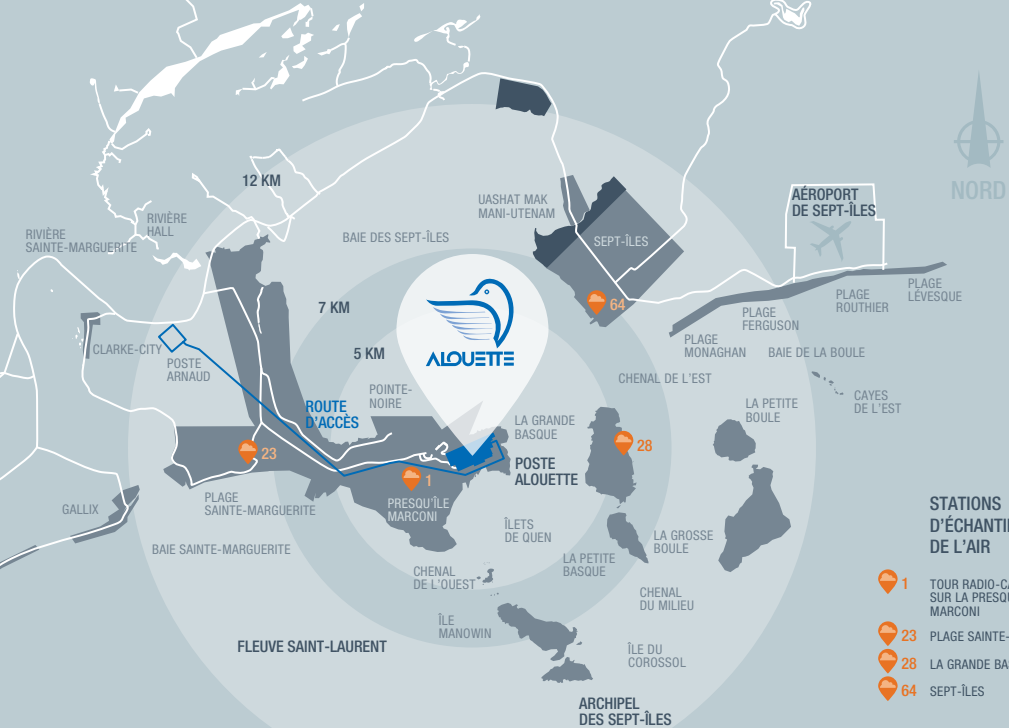 12 KM
UASHAT MAK
MANI-UTENAM
AÉROPORT
DE SEPT-ÎLES
NORD
RIVIÈRE
HALL
RIVIÈRE
SAINTE-MARGUERITE
BAIE DES SEPT-ÎLES
SEPT-ÎLES
PLAGE
LÉVESQUE
PLAGE
ROUTHIER
PLAGE
FERGUSON
PLAGE
MONAGHAN
BAIE DE LA BOULE
7 KM
64
5 KM
ALOUETTE
CLARKE-CITY
POSTE
ARNAUD
POINTE-
NOIRE
CHENAL DE L'EST
CAYES
DE L'EST
LA PETITE
BOULE
ROUTE
D'ACCÈS
LA GRANDE
BASQUE
28
23
POSTE
ALOUETTE
1
PRESQU'ÎLE
MARCONI
PLAGE
SAINTE-MARGUERITE
GALLIX
ÎLETS
DE QUEN
LA GROSSE
BOULE
BAIE SAINTE-MARGUERITE
LA PETITE
BASQUE
CHENAL
DE L'OUEST
CHENAL
DU MILIEU
ÎLE
MANOWIN
FLEUVE SAINT-LAURENT
ÎLE DU
COROSSOL
ARCHIPEL
DES SEPT-ÎLES
STATIONS
D'ÉCHANTI
DE L'AIR
1 TOUR RADIO-CA
SUR LA PRESQU
MARCONI
23 PLAGE SAINTE-
28 LA GRANDE BAS
64 SEPT-ÎLES